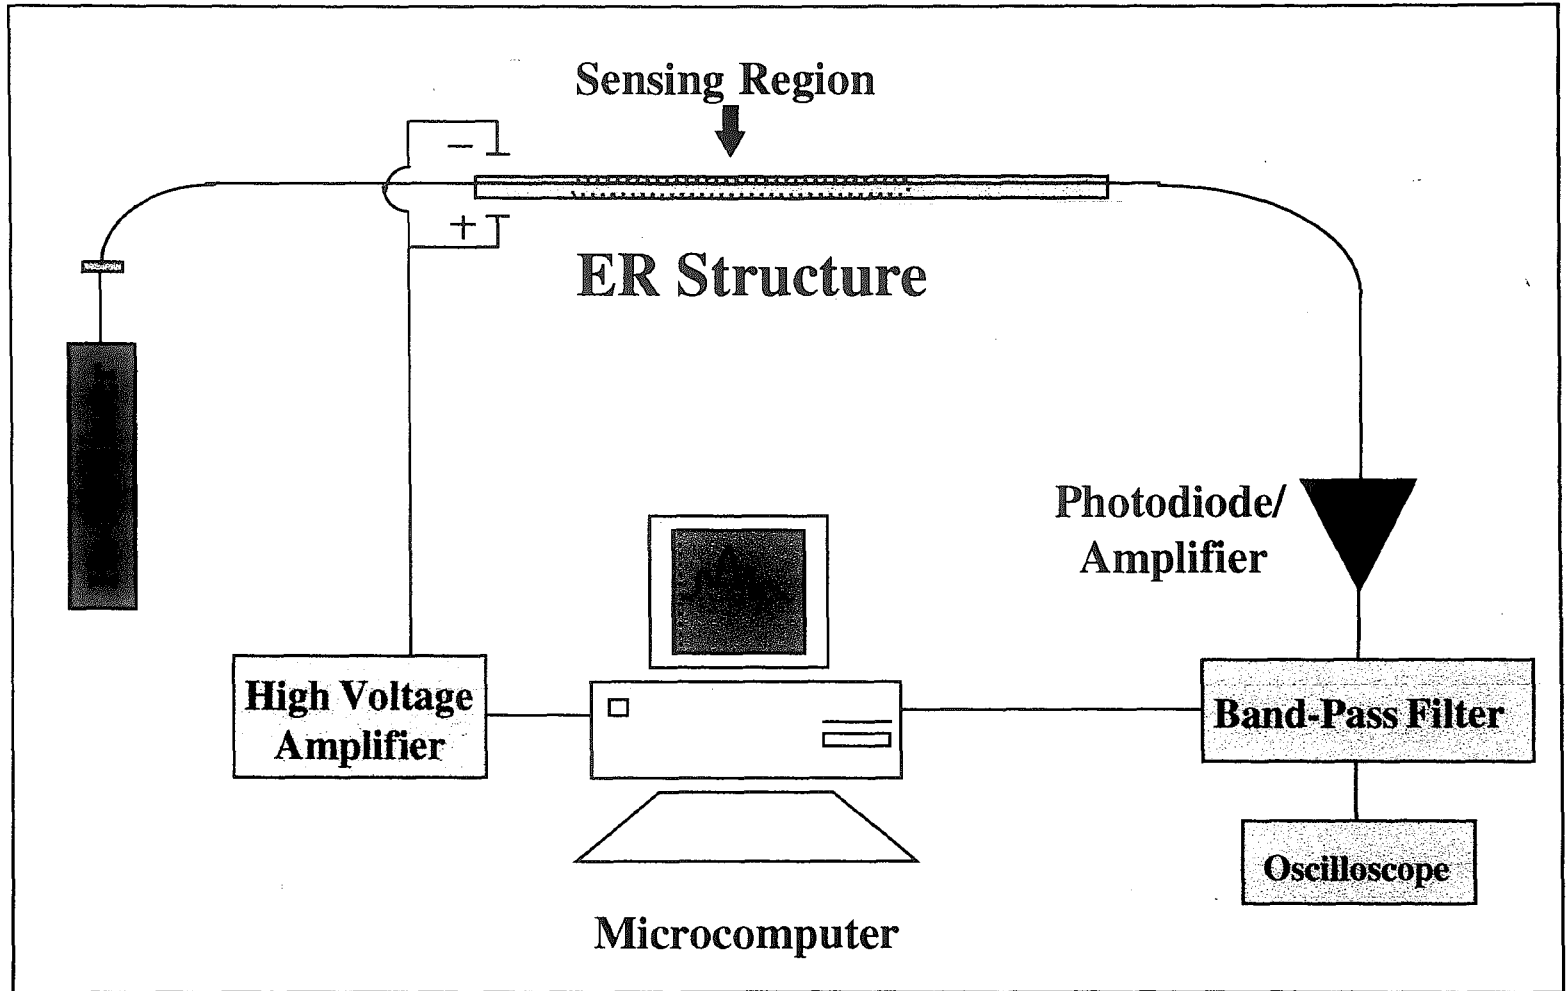 Sensing Region
−
+
ER Structure
Photodiode/
Amplifier
High Voltage
Amplifier
Band-Pass Filter
Oscilloscope
Microcomputer